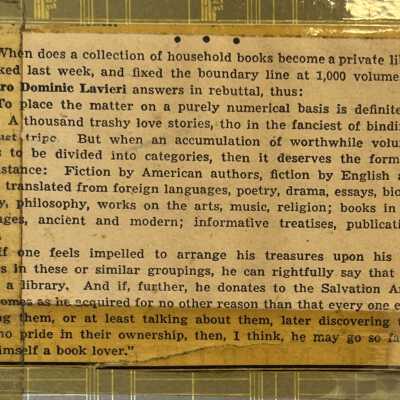 When does a collection of household books become a private li
ked last week, and fixed the boundary line at 1,000 volume
ro Dominic Lavieri answers in rebuttal, thus:
To place the matter on a purely numerical basis is definite
A thousand trashy love stories, tho in the fanciest of bindin
just tripe. But when an accumulation of worthwhile volu
s to be divided into categories, then it deserves the form
stance: Fiction by American authors, fiction by English a
translated from foreign languages, poetry, drama, essays, bio
y, philosophy, works on the arts, music, religion; books in
ages, ancient and modern; informative treatises, publicati
If one feels impelled to arrange his treasures upon his
s in these or similar groupings, he can rightfully say that
a library. And if, further, he donates to the Salvation Ar
omes as he acquired for no other reason than that every one e
ng them, or at least talking about them, later discovering t
no pride in their ownership, then, I think, he may go so fa
imself a book lover."